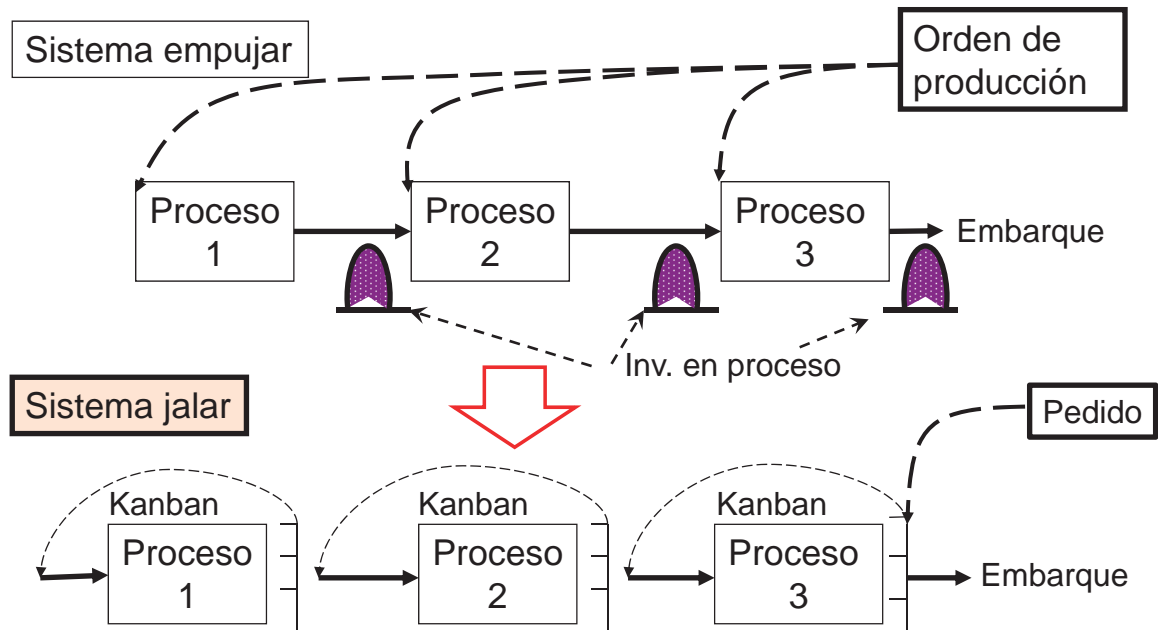 Sistema empujar
Orden de
producción
Proceso
1
Proceso
2
Proceso
3
Embarque
Inv. en proceso
Sistema jalar
Pedido
Kanban
Kanban
Kanban
Proceso
1
Proceso
2
Proceso
3
Embarque